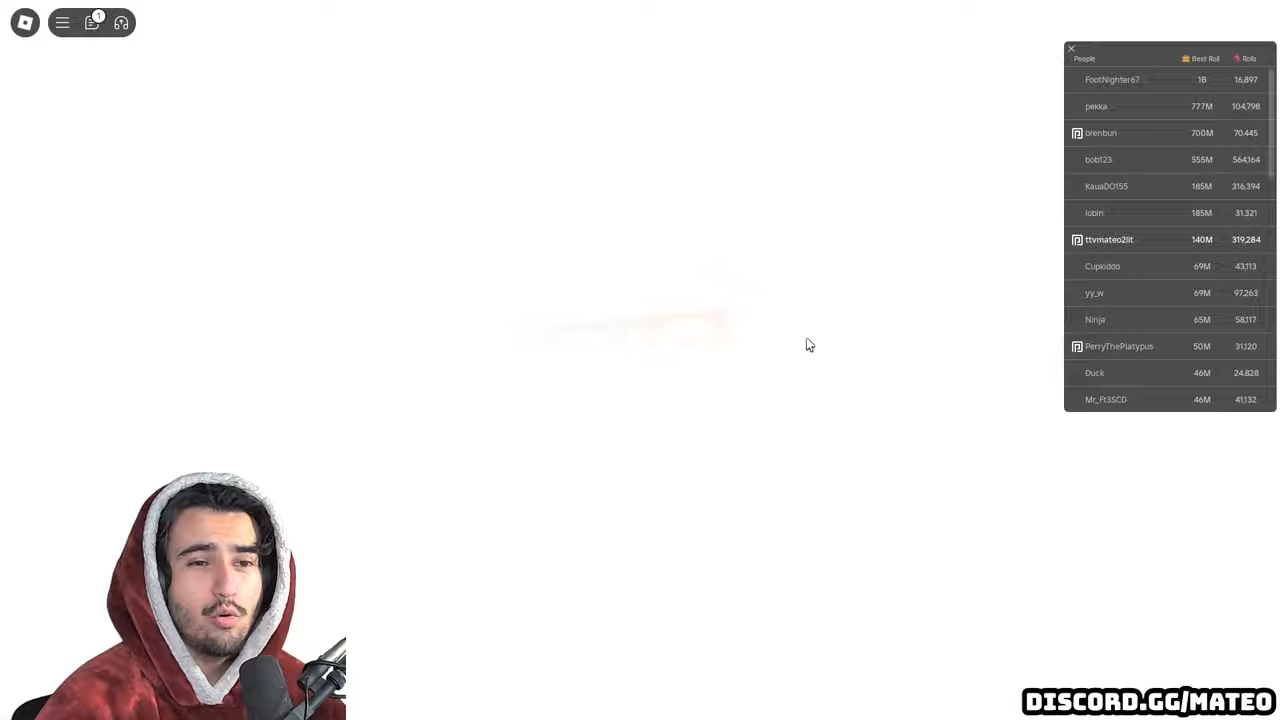 1
People Best Roll Rolls
FootNighter67 1B 16,897
pekka 777M 104,798
brenbun 700M 70,445
bob123 555M 564,164
KauaDO155 185M 316,394
lobin 185M 31,321
ttvmateo2lit 140M 319,284
Cupkiddo 69M 43,113
yy_w 69M 97,263
Ninja 65M 58,117
PerryThePlatypus 50M 31,120
Duck 46M 24,828
Mr_Pt3SCD 46M 41,132
DISCORD.GG/MATEO